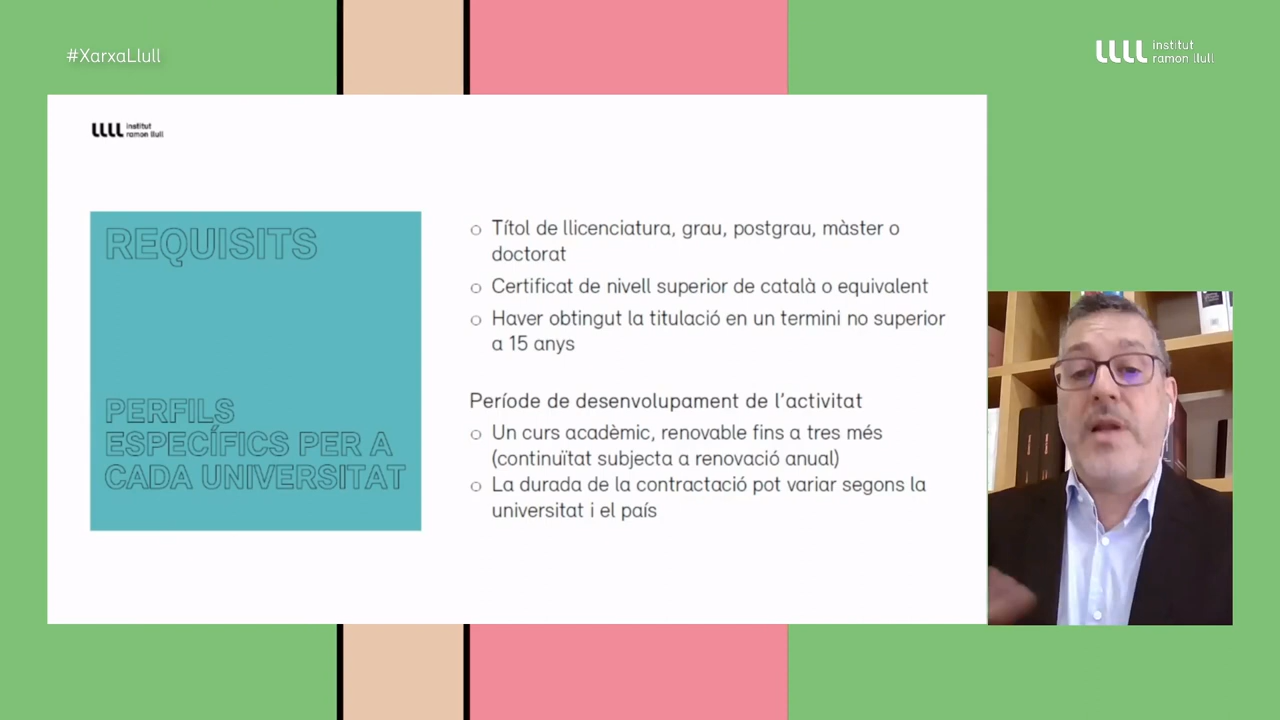 #XarxaLlull
LLLL institut
ramon llull
LLLL institut
ramon llull
REQUISITS
PERFILS
ESPECÍFICS PER A
CADA UNIVERSITAT
○ Títol de llicenciatura, grau, postgrau, màster o
doctorat
○ Certificat de nivell superior de català o equivalent
○ Haver obtingut la titulació en un termini no superior
a 15 anys
Període de desenvolupament de l’activitat
○ Un curs acadèmic, renovable fins a tres més
(continuïtat subjecta a renovació anual)
○ La durada de la contractació pot variar segons la
universitat i el país